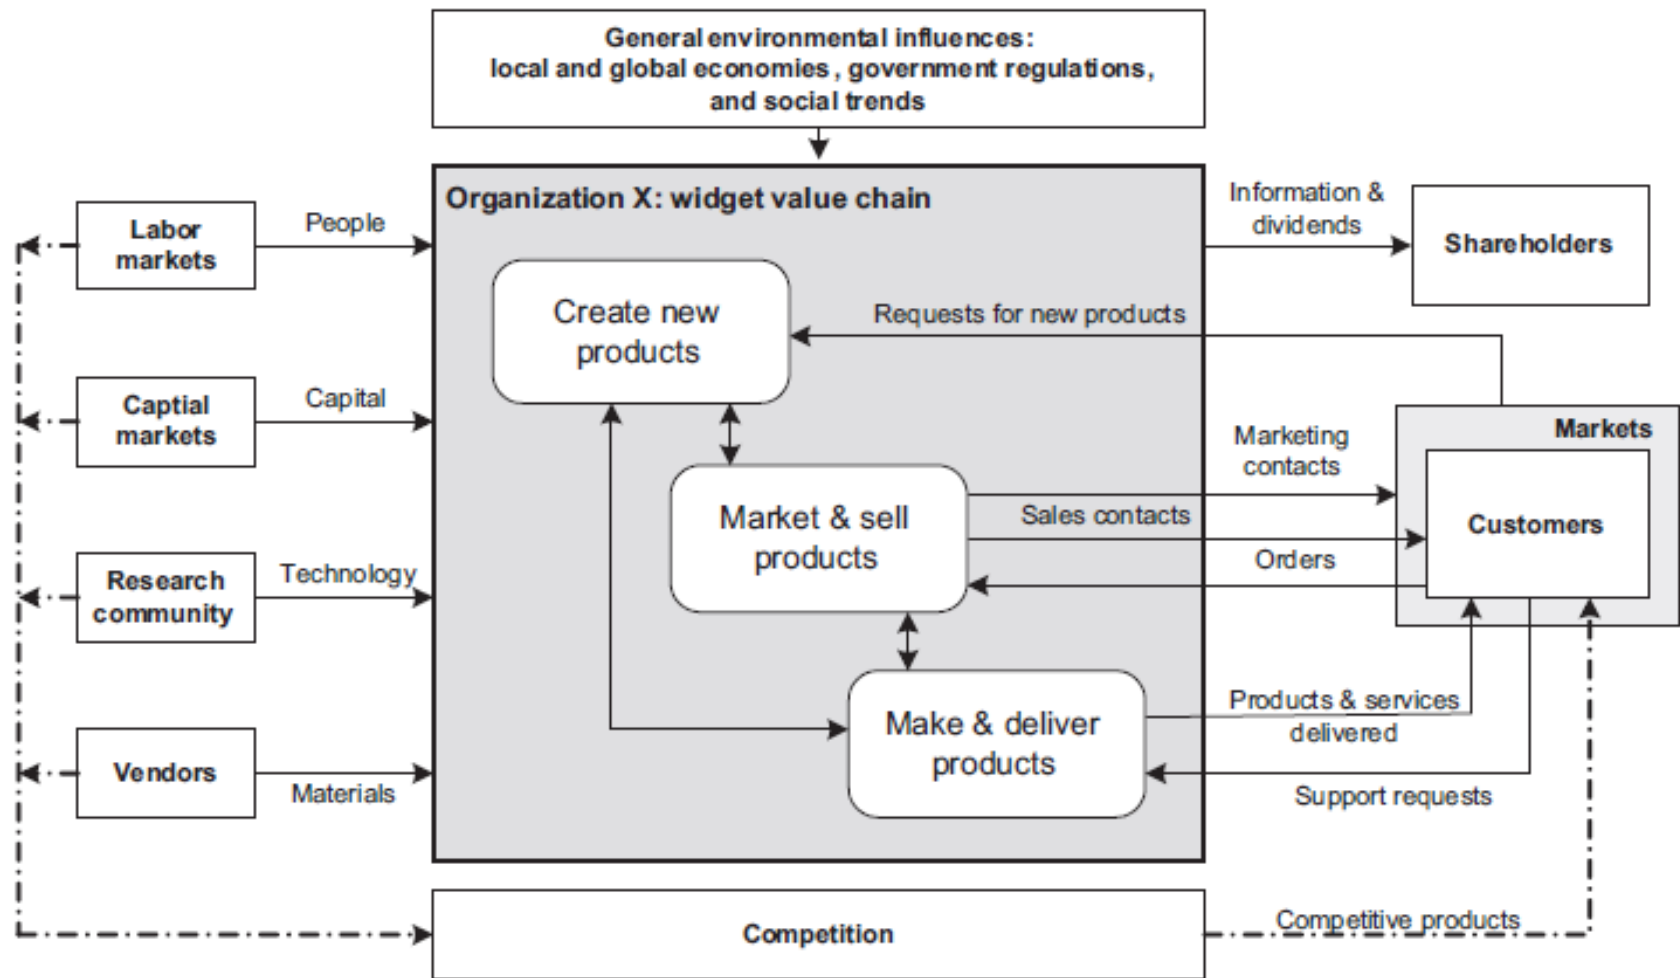 General environmental influences:
local and global economies, government regulations,
and social trends
Organization X: widget value chain
Information &
dividends
Shareholders
Labor
markets
People
Create new
products
Requests for new products
Captial
markets
Capital
Markets
Marketing
contacts
Market & sell
products
Sales contacts
Customers
Orders
Research
community
Technology
Make & deliver
products
Products & services
delivered
Vendors
Materials
Support requests
Competition
Competitive products